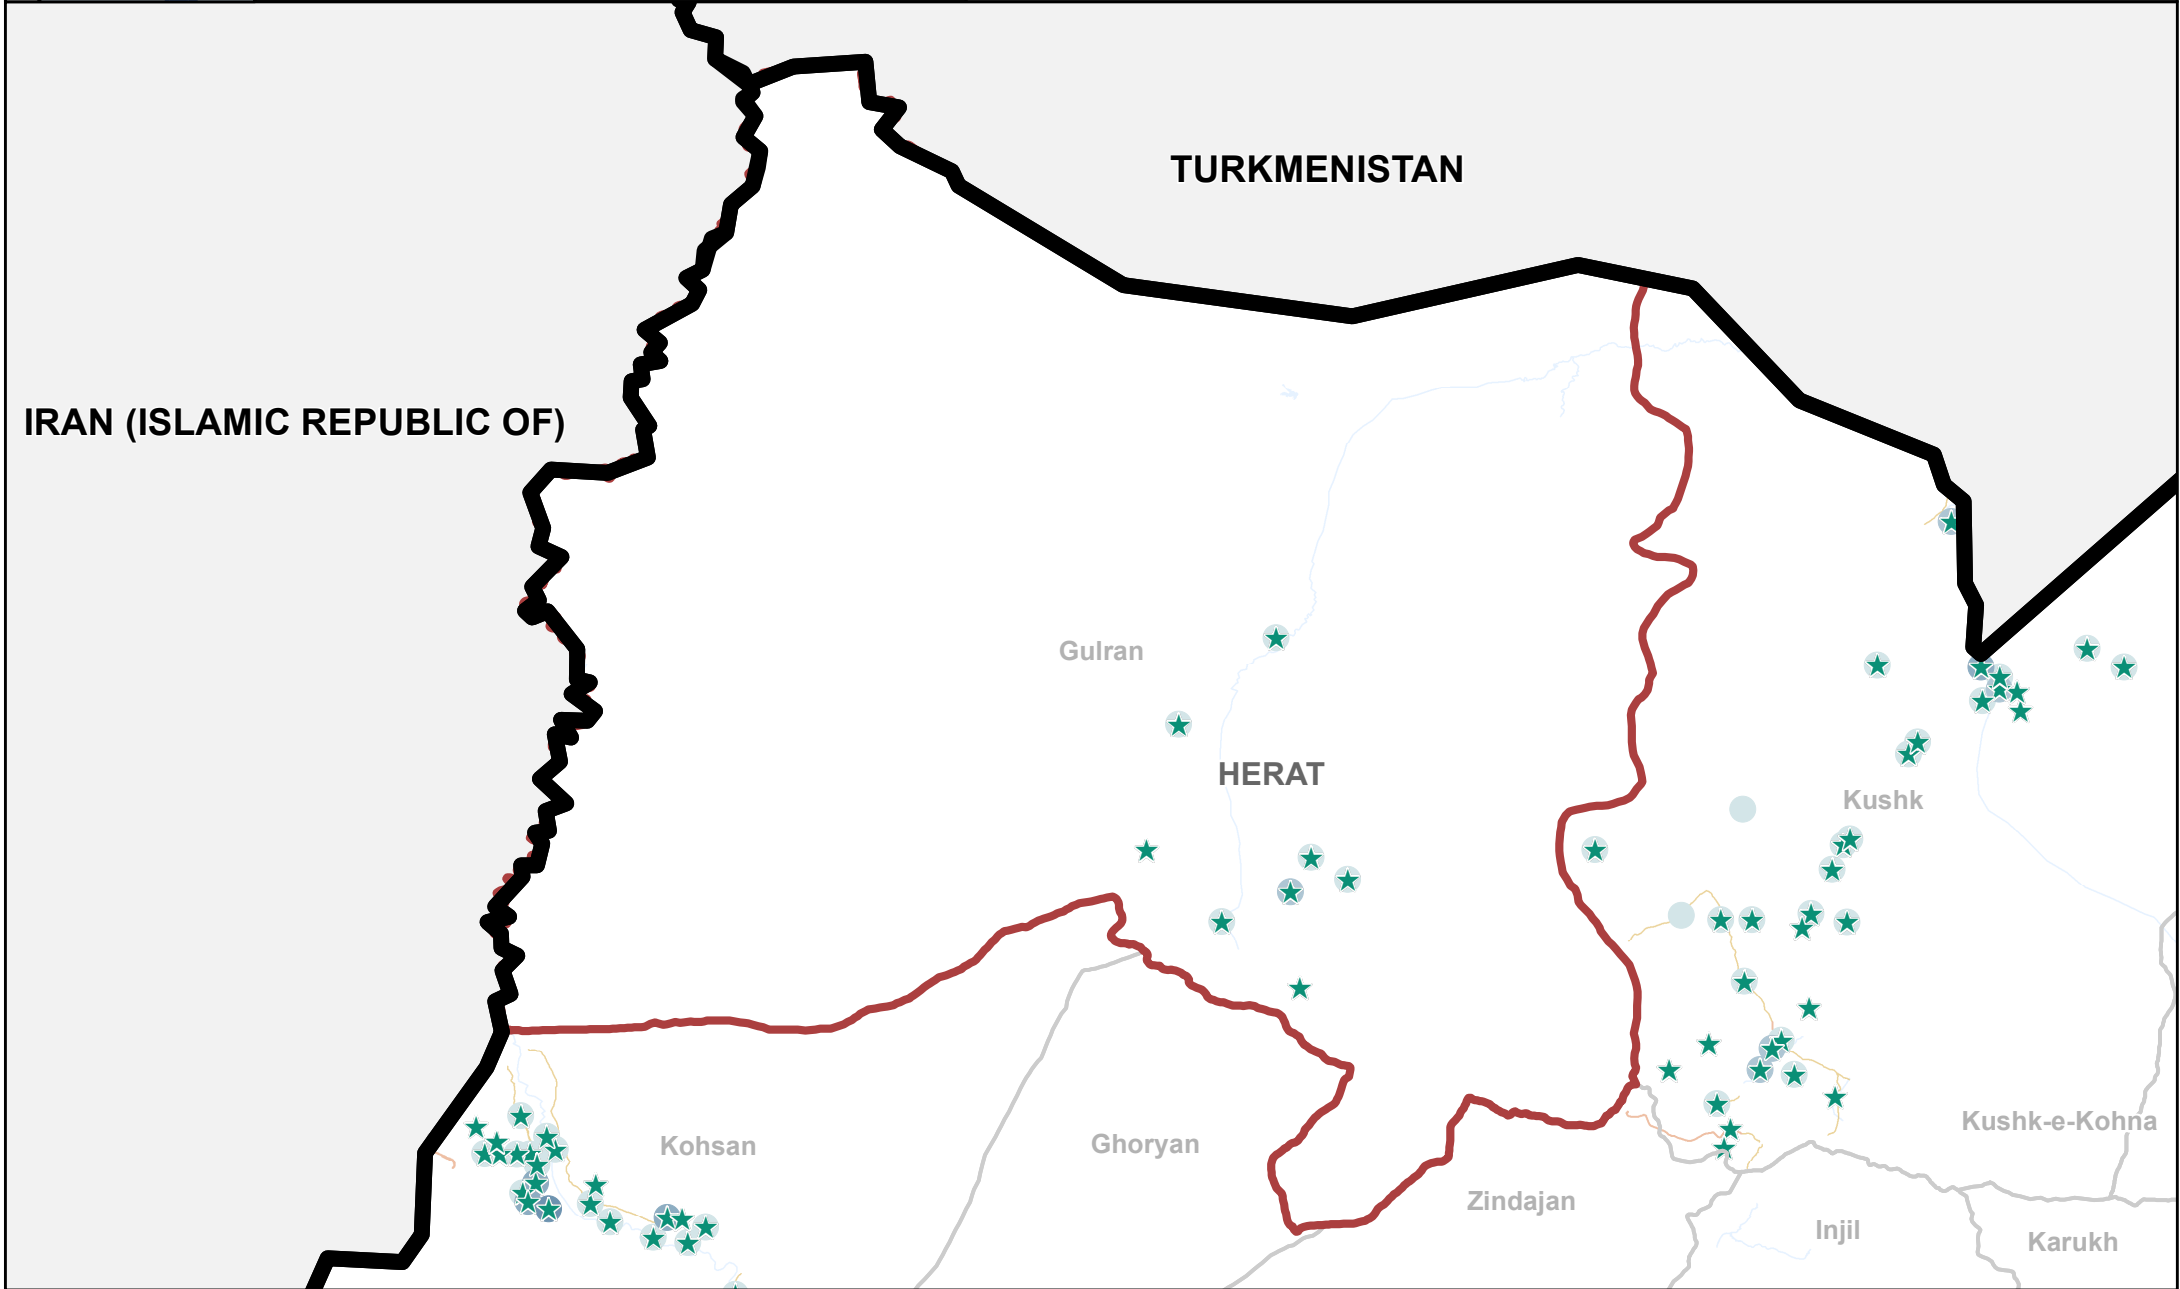 TURKMENISTAN
IRAN (ISLAMIC REPUBLIC OF)
Gulran
HERAT
Kushk
Kushk-e-Kohna
Kohsan
Ghoryan
Zindajan
Injil
Karukh